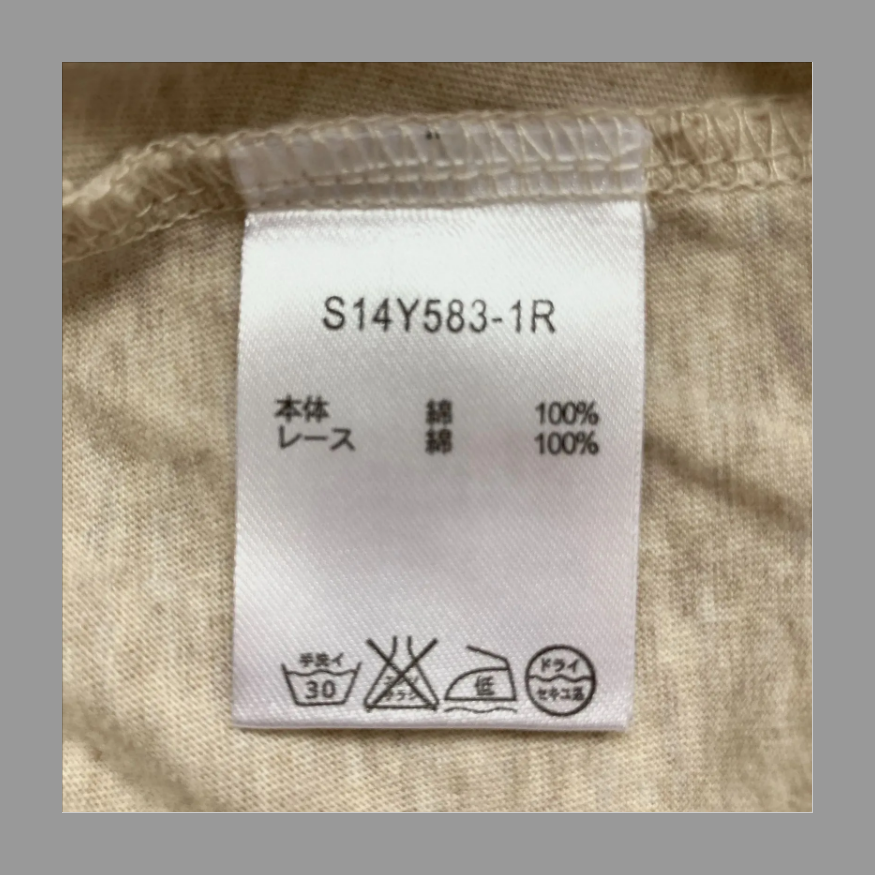 S14Y583-1R
本体 綿 100%
レース 綿 100%
手洗イ
30
低
ドライ
セキユ系